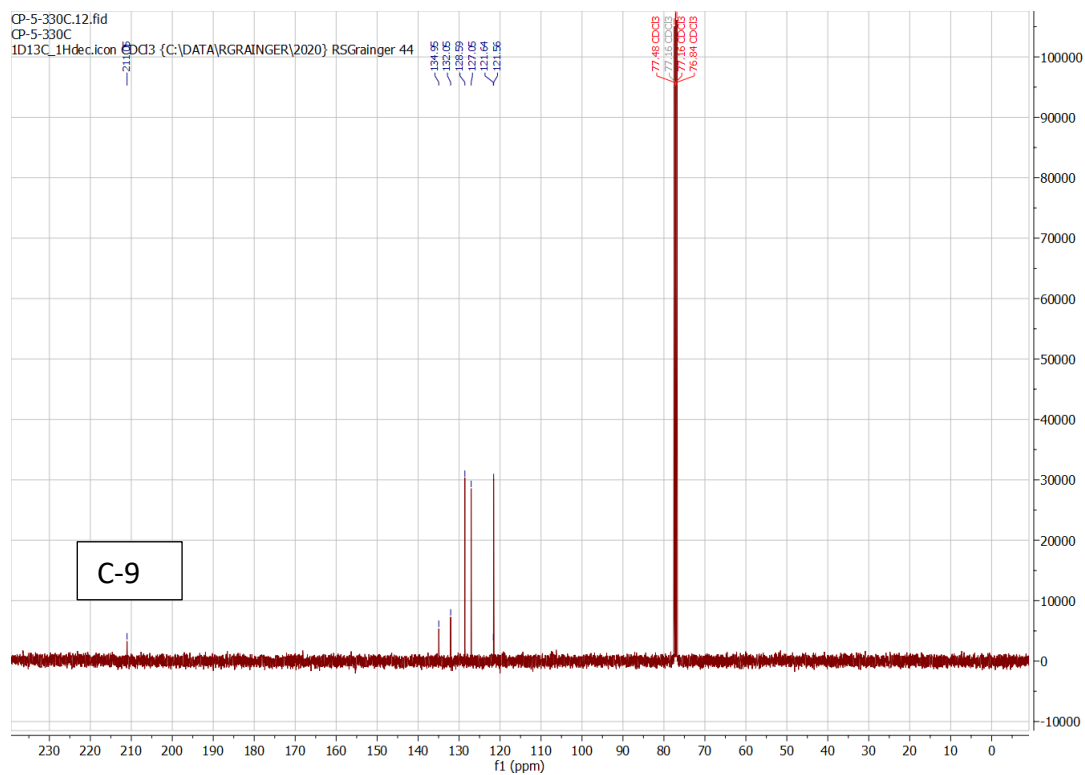 CP-5-330C.12.fid
CP-5-330C
1D13C_1Hdec.icon CDCl3 {C:\DATA\RGRAINGER\2020} RSGrainger 44
134.95
132.05
128.59
127.05
121.64
121.56
77.48 CDCl3
77.16 CDCl3
77.16 CDCl3
76.84 CDCl3
100000
90000
80000
70000
60000
50000
40000
30000
20000
10000
0
-10000
C-9
230 220 210 200 190 180 170 160 150 140 130 120 110 100 90 80 70 60 50 40 30 20 10 0
f1 (ppm)